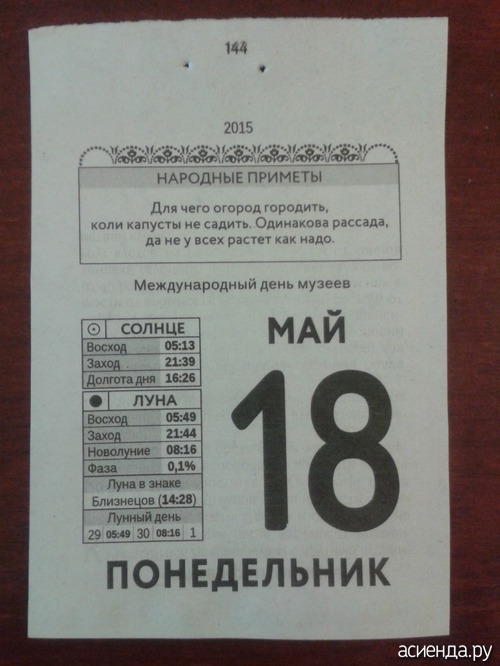 144
2015
НАРОДНЫЕ ПРИМЕТЫ
Для чего огород городить,
коли капусты не садить. Одинакова рассада,
да не у всех растет как надо.
Международный день музеев
СОЛНЦЕ
Восход 05:13
Заход 21:39
Долгота дня 16:26
ЛУНА
Восход 05:49
Заход 21:44
Новолуние 08:16
Фаза 0,1%
Луна в знаке
Близнецов (14:28)
Лунный день
29 05:49 30 08:16 1
МАЙ
18
ПОНЕДЕЛЬНИК
асиенда.ру